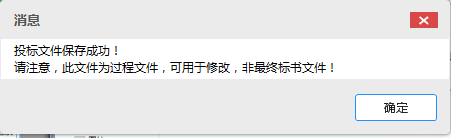 消息
投标文件保存成功！
请注意，此文件为过程文件，可用于修改，非最终标书文件！
确定